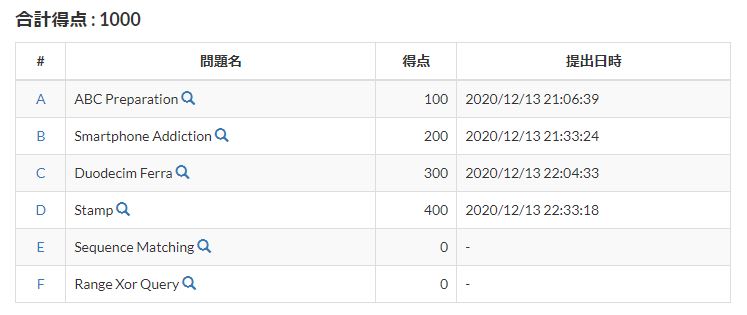 合計得点 : 1000
# 問題名 得点 提出日時
A ABC Preparation 100 2020/12/13 21:06:39
B Smartphone Addiction 200 2020/12/13 21:33:24
C Duodecim Ferra 300 2020/12/13 22:04:33
D Stamp 400 2020/12/13 22:33:18
E Sequence Matching 0 -
F Range Xor Query 0 -